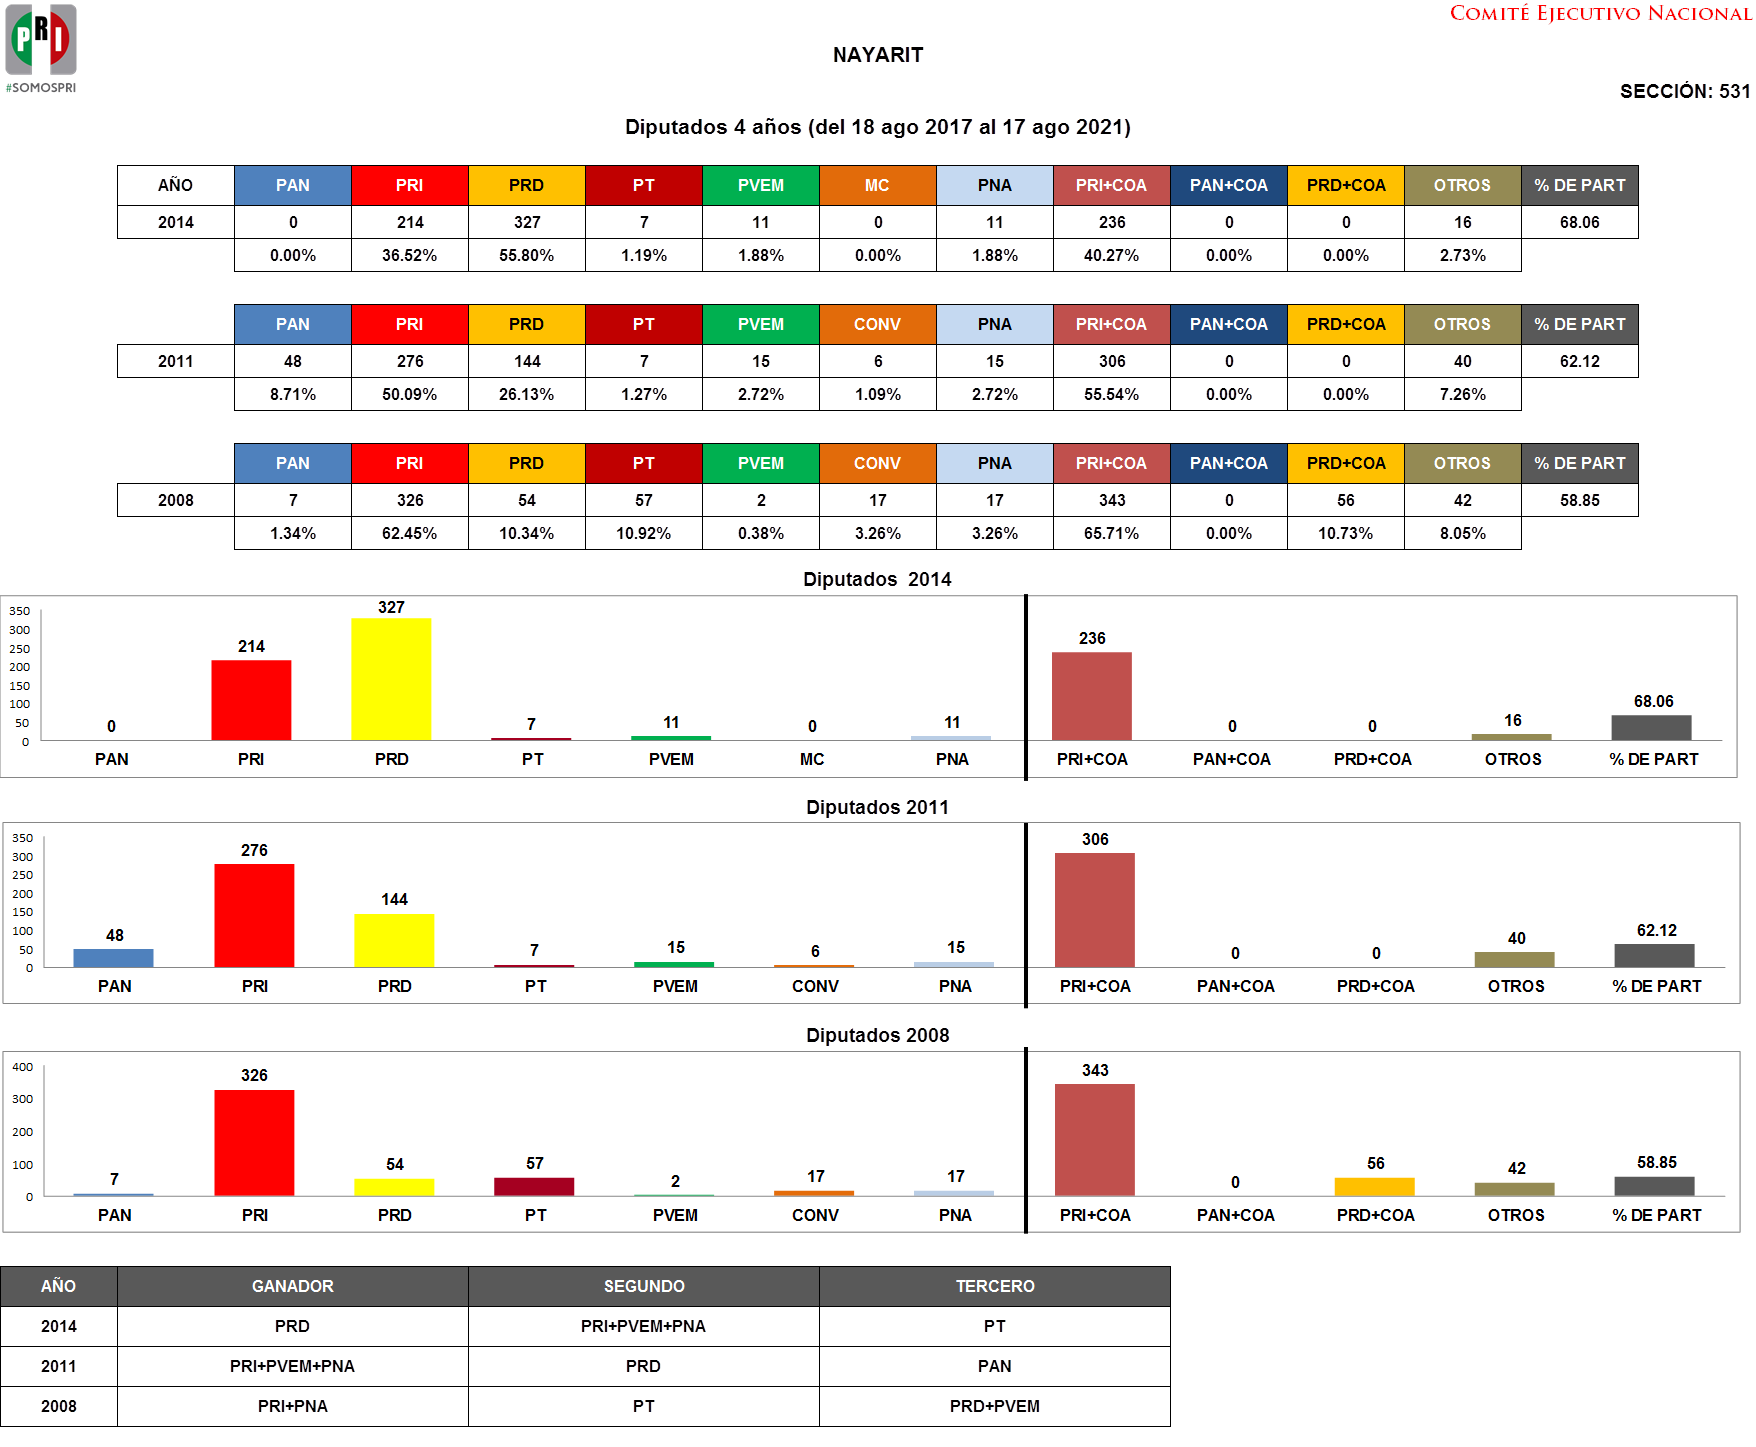 PRI
#SOMOSPRI
COMITÉ EJECUTIVO NACIONAL
NAYARIT
SECCIÓN: 531
Diputados 4 años (del 18 ago 2017 al 17 ago 2021)
AÑO PAN PRI PRD PT PVEM MC PNA PRI+COA PAN+COA PRD+COA OTROS % DE PART
2014 0 214 327 7 11 0 11 236 0 0 16 68.06
0.00% 36.52% 55.80% 1.19% 1.88% 0.00% 1.88% 40.27% 0.00% 0.00% 2.73%
PAN PRI PRD PT PVEM CONV PNA PRI+COA PAN+COA PRD+COA OTROS % DE PART
2011 48 276 144 7 15 6 15 306 0 0 40 62.12
8.71% 50.09% 26.13% 1.27% 2.72% 1.09% 2.72% 55.54% 0.00% 0.00% 7.26%
PAN PRI PRD PT PVEM CONV PNA PRI+COA PAN+COA PRD+COA OTROS % DE PART
2008 7 326 54 57 2 17 17 343 0 56 42 58.85
1.34% 62.45% 10.34% 10.92% 0.38% 3.26% 3.26% 65.71% 0.00% 10.73% 8.05%
Diputados 2014
350
300
250
200
150
100
50
0
0 214 327 7 11 0 11 236 0 0 16 68.06
PAN PRI PRD PT PVEM MC PNA PRI+COA PAN+COA PRD+COA OTROS % DE PART
Diputados 2011
350
300
250
200
150
100
50
0
48 276 144 7 15 6 15 306 0 0 40 62.12
PAN PRI PRD PT PVEM CONV PNA PRI+COA PAN+COA PRD+COA OTROS % DE PART
Diputados 2008
400
300
200
100
0
7 326 54 57 2 17 17 343 0 56 42 58.85
PAN PRI PRD PT PVEM CONV PNA PRI+COA PAN+COA PRD+COA OTROS % DE PART
AÑO GANADOR SEGUNDO TERCERO
2014 PRD PRI+PVEM+PNA PT
2011 PRI+PVEM+PNA PRD PAN
2008 PRI+PNA PT PRD+PVEM